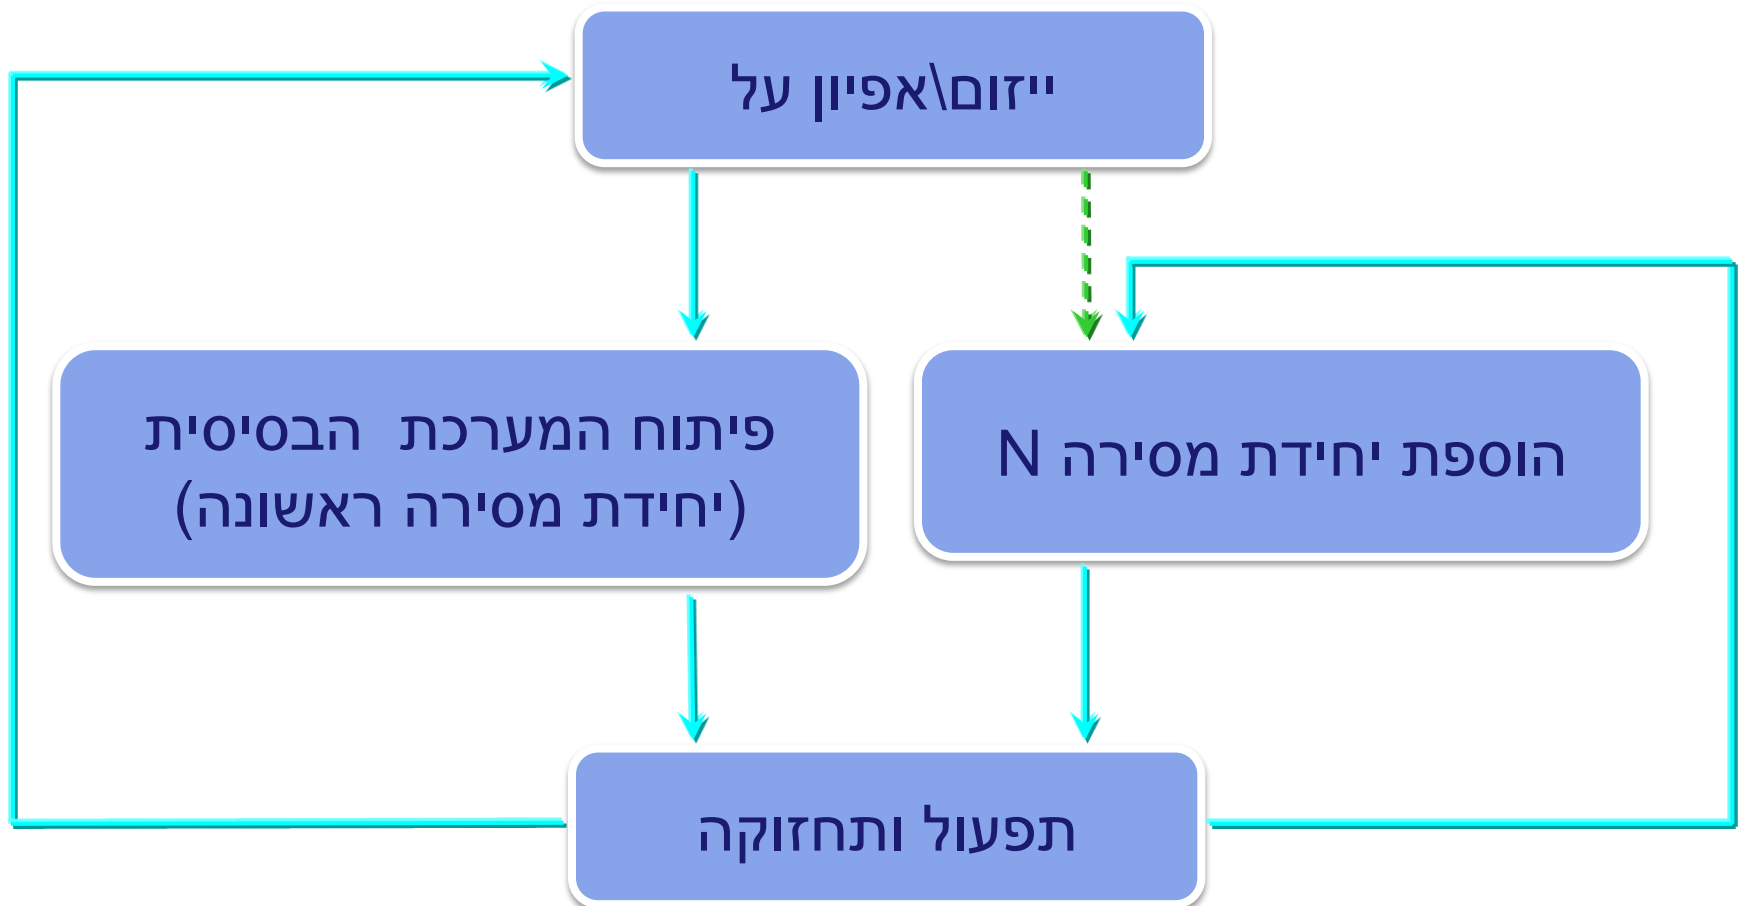 ייזום\אפיון על
הוספת יחידת מסירה N
פיתוח המערכת הבסיסית
(יחידת מסירה ראשונה)
תפעול ותחזוקה